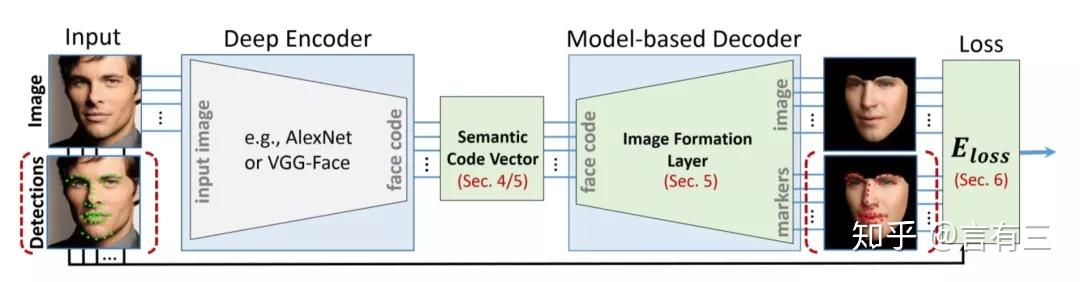 Input
Deep Encoder
Model-based Decoder
Loss
Image
Detections
...
input image
e.g., AlexNet
or VGG-Face
face code
Semantic
Code Vector
(Sec. 4/5)
face code
Image Formation
Layer
(Sec. 5)
image
markers
E loss
(Sec. 6)
知乎 @言有三